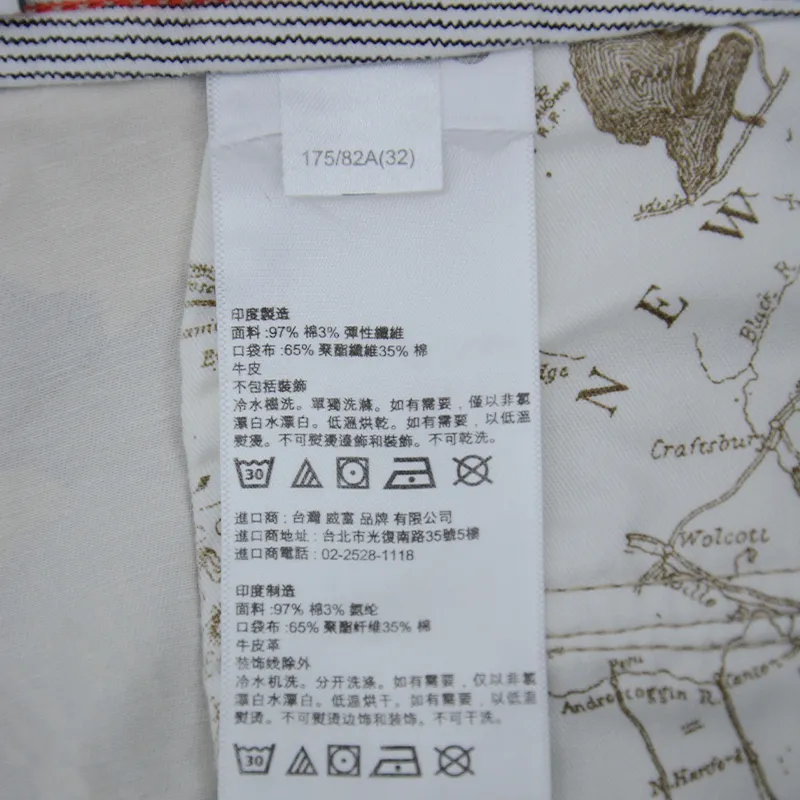 175/82A(32)
印度製造
面料:97% 棉3% 彈性纖維
口袋布:65% 聚酯纖維35% 棉
牛皮
不包括裝飾
冷水機洗。單獨洗滌。如有需要，僅以非氯
漂白水漂白。低溫烘乾。如有需要，以低溫
熨燙。不可熨燙邊飾和裝飾。不可乾洗。
30
進口商:台灣 威富 品牌 有限公司
進口商地址:台北市光復南路35號5樓
進口商電話:02-2528-1118
印度制造
面料:97% 棉3% 氨纶
口袋布:65% 聚酯纤维35% 棉
牛皮革
装饰线除外
冷水机洗。分开洗涤。如有需要，仅以非氯
漂白水漂白。低温烘干。如有需要，以低温
熨烫。不可熨烫边饰和装饰。不可干洗。
30
NEW
Black R.
Craftsbury
Wolcott
ville
Peru
Androscoggin R.
Canton
N. Hartford